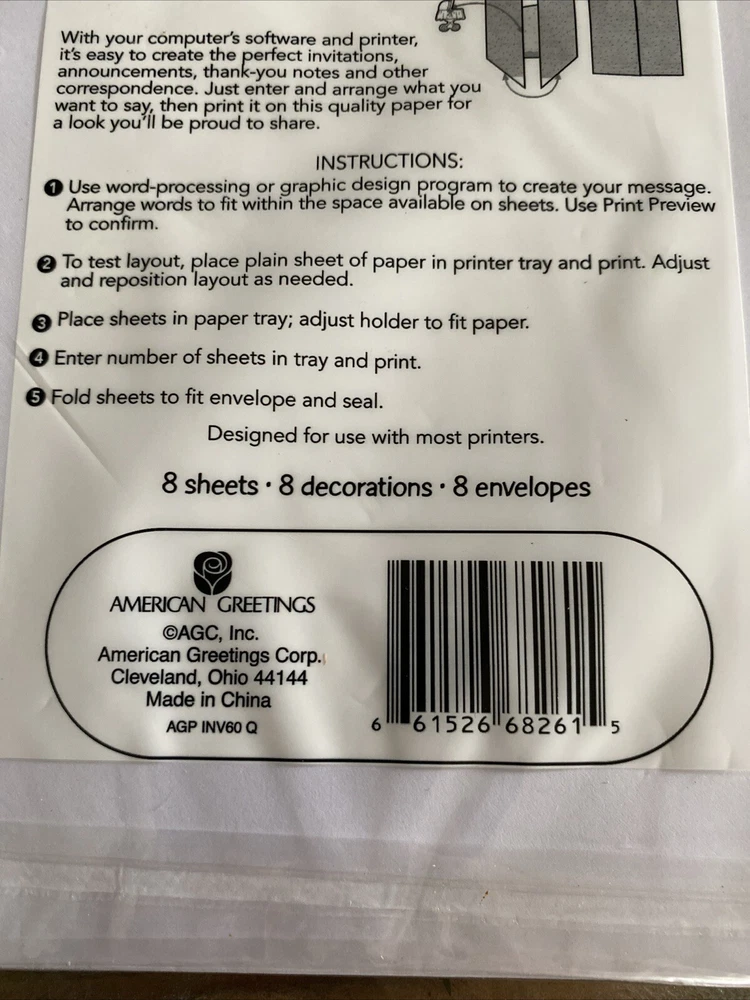 With your computer's software and printer,
it's easy to create the perfect invitations,
announcements, thank-you notes and other
correspondence. Just enter and arrange what you
want to say, then print it on this quality paper for
a look you'll be proud to share.
INSTRUCTIONS:
1 Use word-processing or graphic design program to create your message.
Arrange words to fit within the space available on sheets. Use Print Preview
to confirm.
2 To test layout, place plain sheet of paper in printer tray and print. Adjust
and reposition layout as needed.
3 Place sheets in paper tray; adjust holder to fit paper.
4 Enter number of sheets in tray and print.
5 Fold sheets to fit envelope and seal.
Designed for use with most printers.
8 sheets • 8 decorations • 8 envelopes
AMERICAN GREETINGS
©AGC, Inc.
American Greetings Corp.
Cleveland, Ohio 44144
Made in China
AGP INV60 Q
6 61526 68261 5